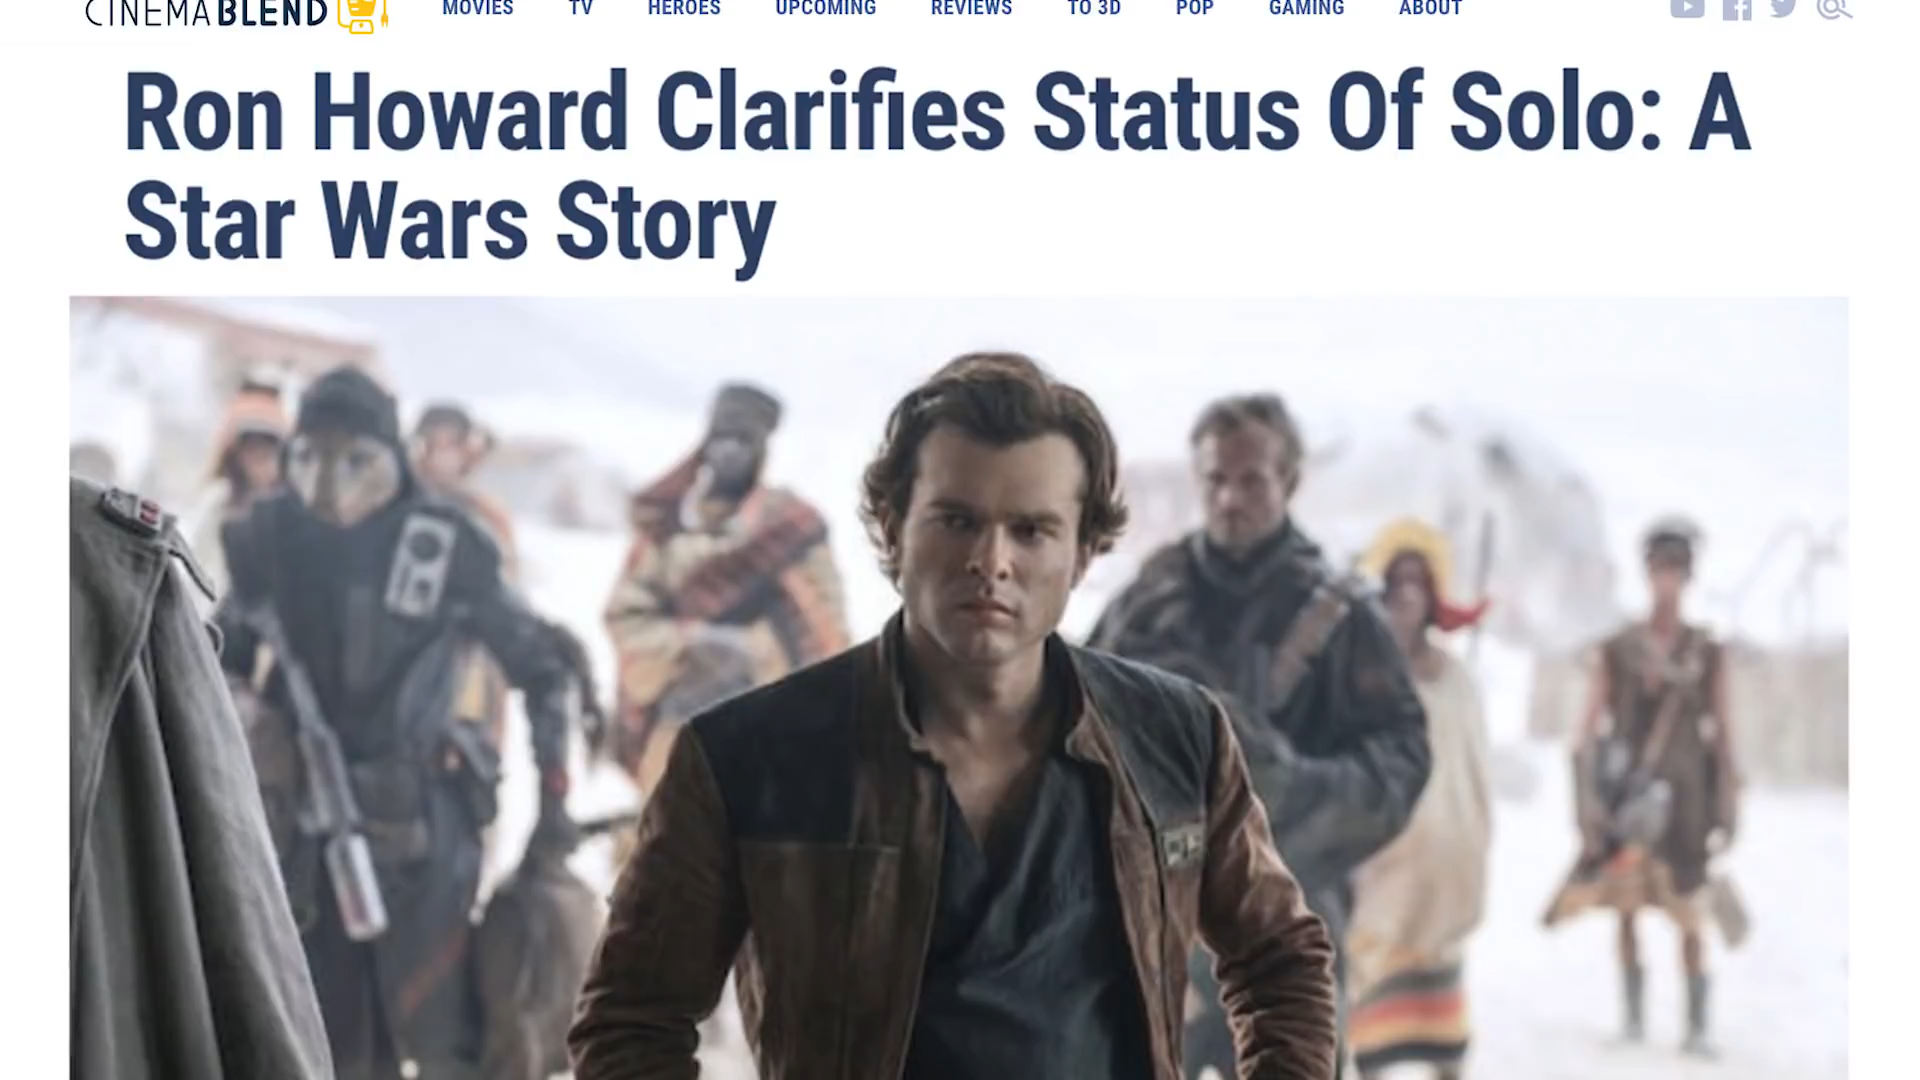 CINEMABLEND MOVIES TV HEROES UPCOMING REVIEWS TO 3D POP GAMING ABOUT
Ron Howard Clarifies Status Of Solo: A
Star Wars Story